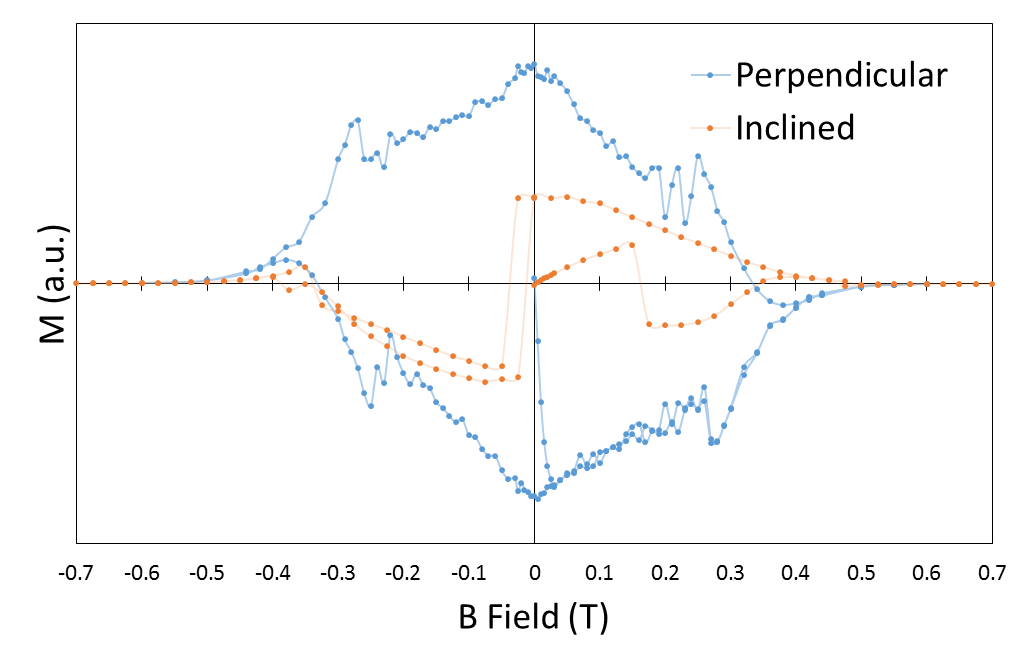 Perpendicular
Inclined
M (a.u.)
-0.7 -0.6 -0.5 -0.4 -0.3 -0.2 -0.1 0 0.1 0.2 0.3 0.4 0.5 0.6 0.7
B Field (T)